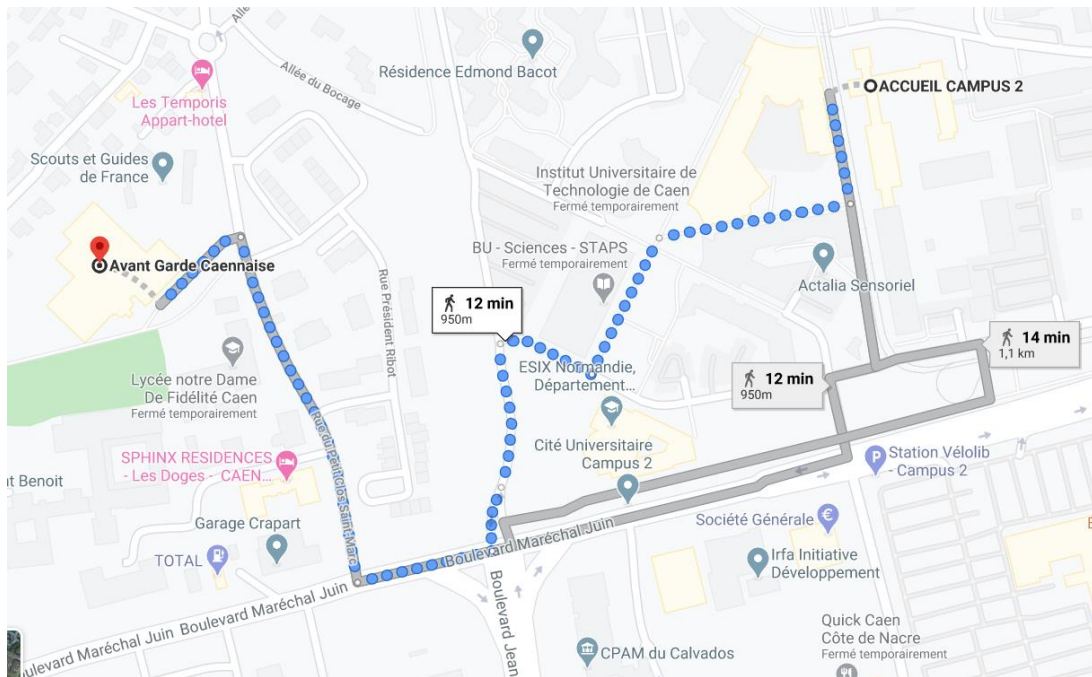 Allée du Bocage
Résidence Edmond Bacot
ACCUEIL CAMPUS 2
Les Temporis
Appart-hotel
Scouts et Guides
de France
Institut Universitaire de
Technologie de Caen
Fermé temporairement
BU - Sciences - STAPS
Fermé temporairement
Avant Garde Caennaise
Actalia Sensoriel
Rue Président Ribot
12 min
950m
14 min
1,1 km
12 min
950m
ESIX Normandie,
Département...
Lycée notre Dame
De Fidélité Caen
Fermé temporairement
Rue du Petit Clos Saint-Marc
Cité Universitaire
Campus 2
SPHINX RESIDENCES
- Les Doges - CAEN...
Station Vélolib
- Campus 2
nt Benoit
Garage Crapart
Société Générale
TOTAL
Boulevard Maréchal Juin
Irfa Initiative
Développement
Boulevard Maréchal Juin
Boulevard Maréchal Juin
oulevard Maréchal Juin
Boulevard Jean
Quick Caen
Côte de Nacre
Fermé temporairement
CPAM du Calvados